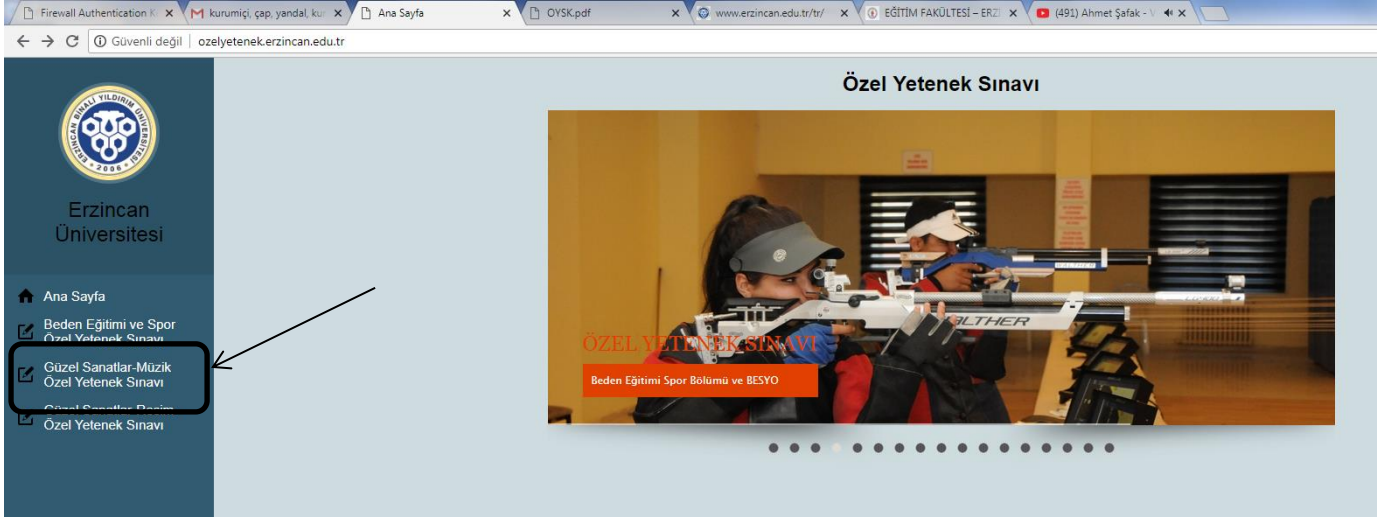 Firewall Authentication K
kurumiçi, çap, yandal, kur
Ana Sayfa
OYSK.pdf
www.erzincan.edu.tr/tr/
EĞİTİM FAKÜLTESİ – ERZİ
(491) Ahmet Şafak - V
Güvenli değil
ozelyetenek.erzincan.edu.tr
ERZİNCAN BİNALİ YILDIRIM ÜNİVERSİTESİ
• 2006 •
Erzincan
Üniversitesi
Ana Sayfa
Beden Eğitimi ve Spor
Özel Yetenek Sınavı
Güzel Sanatlar-Müzik
Özel Yetenek Sınavı
Güzel Sanatlar-Resim
Özel Yetenek Sınavı
Özel Yetenek Sınavı
WALTHER
WALTHER
ÖZEL YETENEK SINAVI
Beden Eğitimi Spor Bölümü ve BESYO